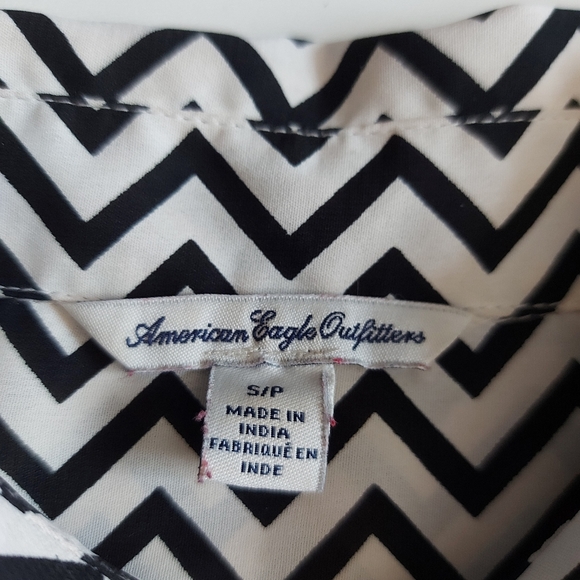 American Eagle Outfitters
S/P
MADE IN
INDIA
FABRIQUÉ EN
INDE